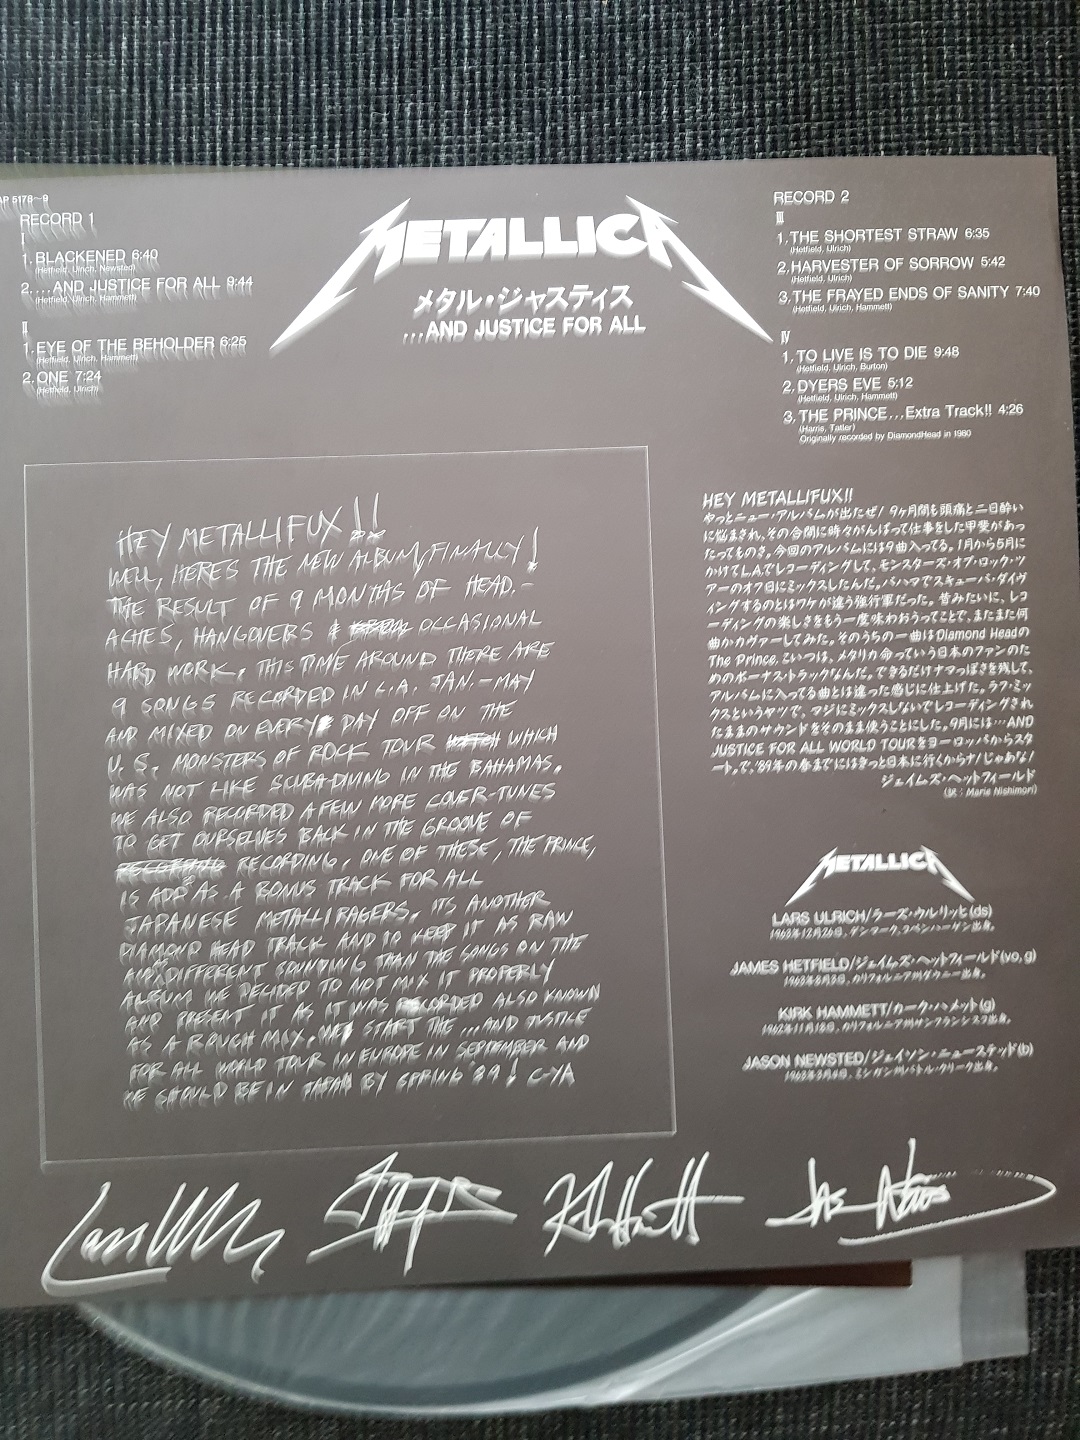 AP 5178~9
RECORD 1
I
1. BLACKENED 6:40
(Hetfield, Ulrich, Newsted)
2. ...AND JUSTICE FOR ALL 9:44
(Hetfield, Ulrich, Hammett)
II
1. EYE OF THE BEHOLDER 6:25
(Hetfield, Ulrich, Hammett)
2. ONE 7:24
(Hetfield, Ulrich)
METALLICA
メタル・ジャスティス
...AND JUSTICE FOR ALL
RECORD 2
III
1. THE SHORTEST STRAW 6:35
(Hetfield, Ulrich)
2. HARVESTER OF SORROW 5:42
(Hetfield, Ulrich)
3. THE FRAYED ENDS OF SANITY 7:40
(Hetfield, Ulrich, Hammett)
IV
1. TO LIVE IS TO DIE 9:48
(Hetfield, Ulrich, Burton)
2. DYERS EVE 5:12
(Hetfield, Ulrich, Hammett)
3. THE PRINCE...Extra Track!! 4:26
(Harris, Tatler)
Originally recorded by DiamondHead in 1980
HEY METALLIFUX!!
WELL, HERE'S THE NEW ALBUM, FINALLY!
THE RESULT OF 9 MONTHS OF HEAD-
ACHES, HANGOVERS & OCCASIONAL
HARD WORK. THIS TIME AROUND THERE ARE
9 SONGS RECORDED IN L.A. JAN.-MAY
AND MIXED ON EVERY DAY OFF ON THE
U.S. MONSTERS OF ROCK TOUR WHICH
WAS NOT LIKE SCUBA-DIVING IN THE BAHAMAS.
WE ALSO RECORDED A FEW MORE COVER-TUNES
TO GET OURSELVES BACK IN THE GROOVE OF
RECORDING. ONE OF THESE, THE PRINCE,
IS ADD AS A BONUS TRACK FOR ALL
JAPANESE METALLIRAGERS. ITS ANOTHER
DIAMOND HEAD TRACK AND TO KEEP IT AS RAW
AND DIFFERENT SOUNDING THAN THE SONGS ON THE
ALBUM WE DECIDED TO NOT MIX IT PROPERLY
AND PRESENT IT AS IT WAS RECORDED ALSO KNOWN
AS A ROUGH MIX. WE START THE ...AND JUSTICE
FOR ALL WORLD TOUR IN EUROPE IN SEPTEMBER AND
WE SHOULD BE IN JAPAN BY SPRING '89! C-YA
HEY METALLIFUX!!
やっとニュー・アルバムが出たぜ! 9ヶ月間も頭痛と二日酔い
に悩まされ、その合間に時々がんばって仕事をした甲斐があっ
たってものさ。今回のアルバムには9曲入ってる。1月から5月に
かけてL.A.でレコーディングして、モンスターズ・オブ・ロック・ツ
アーのオフ日にミックスしたんだ。バハマでスキューバ・ダイヴ
ィングするのとはワケが違う強行軍だった。昔みたいに、レコ
ーディングの楽しさをもう一度味わおうってことで、またまた何
曲かカヴァーしてみた。そのうちの一曲はDiamond Headの
The Prince。こいつは、メタリカ命っていう日本のファンのた
めのボーナス・トラックなんだ。できるだけナマっぽさを残して、
アルバムに入ってる曲とは違った感じに仕上げた。ラフ・ミッ
クスというヤツで、マジにミックスしないでレコーディングされ
たままのサウンドをそのまま使うことにした。9月には…AND
JUSTICE FOR ALL WORLD TOURをヨーロッパからスタ
ート。で、'89年の春までにはきっと日本に行くからナ! じゃあな!
ジェイムズ・ヘットフィールド
(訳: Marie Nishimori)
METALLICA
LARS ULRICH/ラーズ・ウルリッヒ(ds)
1963年12月26日、デンマーク、コペンハーゲン出身。
JAMES HETFIELD/ジェイムズ・ヘットフィールド(vo, g)
1963年8月3日、カリフォルニア州ダウニー出身。
KIRK HAMMETT/カーク・ハメット(g)
1962年11月18日、カリフォルニア州サンフランシスコ出身。
JASON NEWSTED/ジェイソン・ニューステッド(b)
1963年3月4日、ミシガン州バトル・クリーク出身。